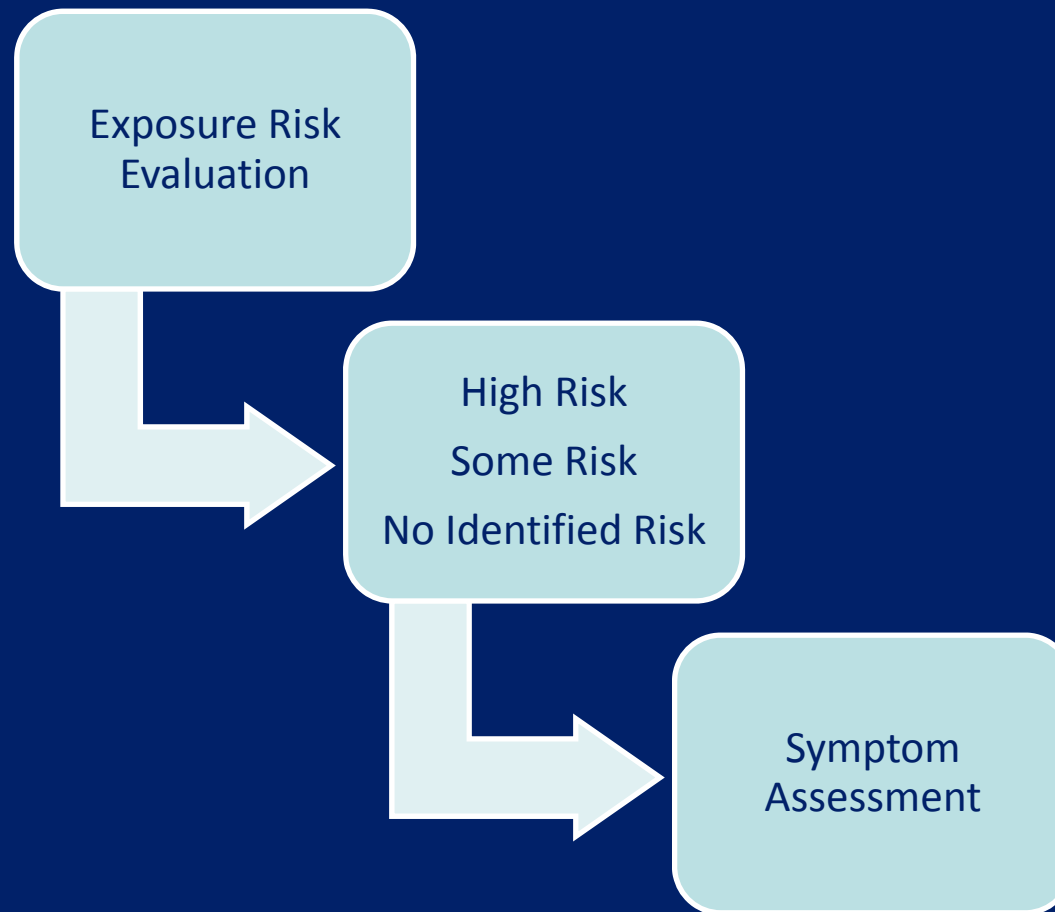 Exposure Risk
Evaluation
High Risk
Some Risk
No Identified Risk
Symptom
Assessment